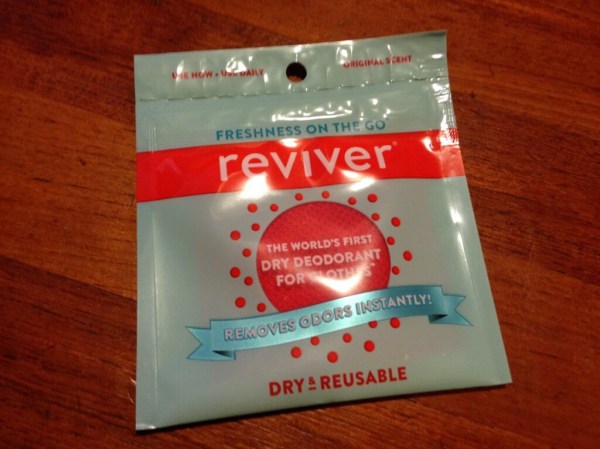 USE NOW • USE DAILY
ORIGINAL SCENT
FRESHNESS ON THE GO
reviver
THE WORLD'S FIRST
DRY DEODORANT
FOR CLOTHES™
REMOVES ODORS INSTANTLY!
DRY & REUSABLE